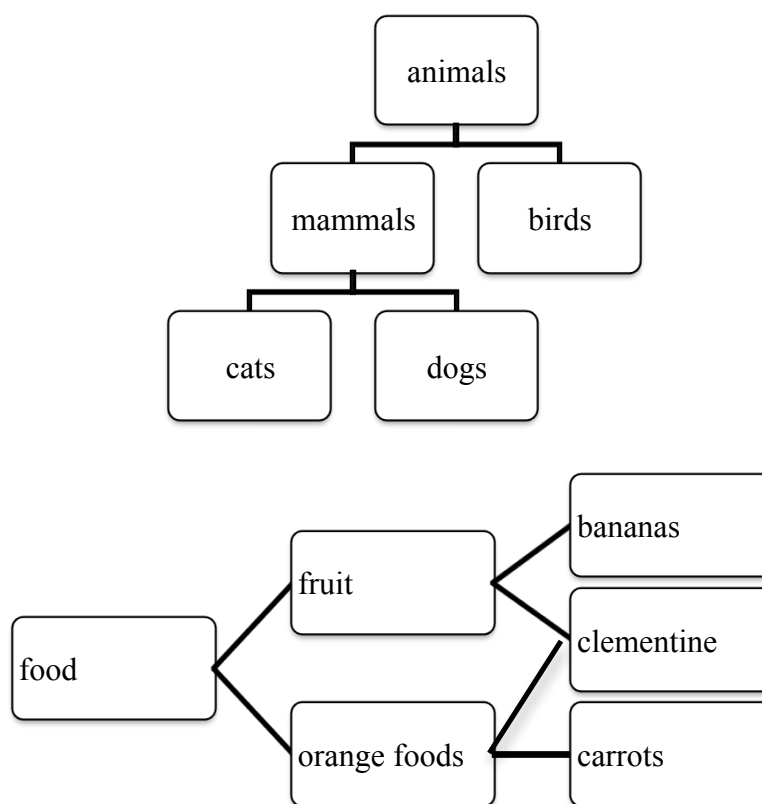 animals
mammals
birds
cats
dogs
bananas
fruit
clementine
food
orange foods
carrots